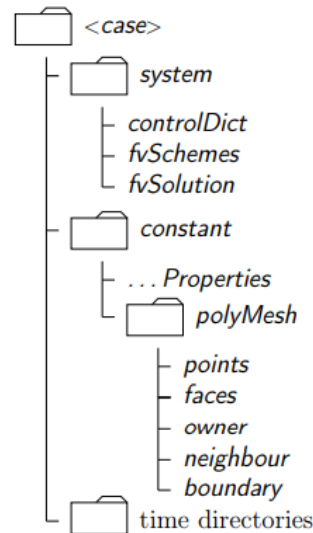 <case>
system
controlDict
fvSchemes
fvSolution
constant
... Properties
polyMesh
points
faces
owner
neighbour
boundary
time directories